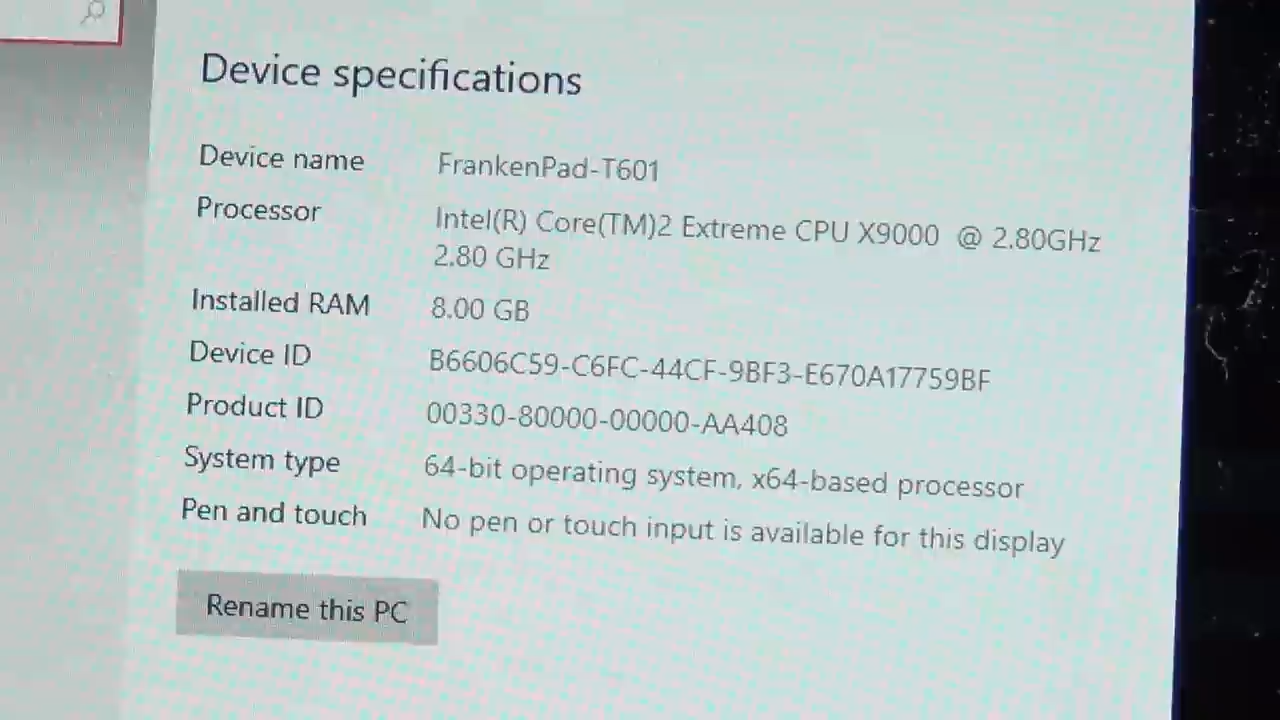 Device specifications
Device name FrankenPad-T601
Processor Intel(R) Core(TM)2 Extreme CPU X9000 @ 2.80GHz
2.80 GHz
Installed RAM 8.00 GB
Device ID B6606C59-C6FC-44CF-9BF3-E670A17759BF
Product ID 00330-80000-00000-AA408
System type 64-bit operating system, x64-based processor
Pen and touch No pen or touch input is available for this display
Rename this PC